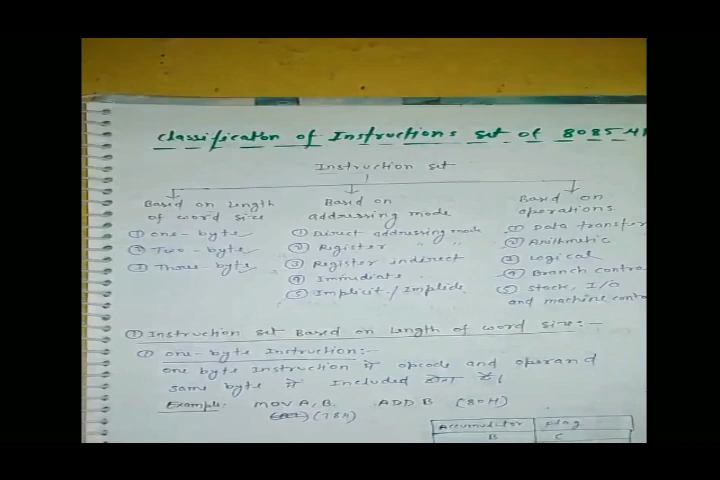 Classification of Instructions set of 8085
Instruction set
Based on Length
of word size
① one-byte
② Two-byte
③ Three-byte
Based on
addressing mode
① Direct addressing mode
② Register " "
③ Register indirect
④ Immediate
⑤ Implicit / Implide
Based on
operations
① Data transfer
② Arithmetic
③ Logical
④ Branch contro
⑤ Stack, I/O
and machine contro
① Instruction set Based on Length of word size:-
① one-byte Instruction:-
one byte Instruction में opcode and operand
same byte में Included होता है।
Example: MOV A, B ADD B (80H)
(78H)
Accumulator Flag
B C